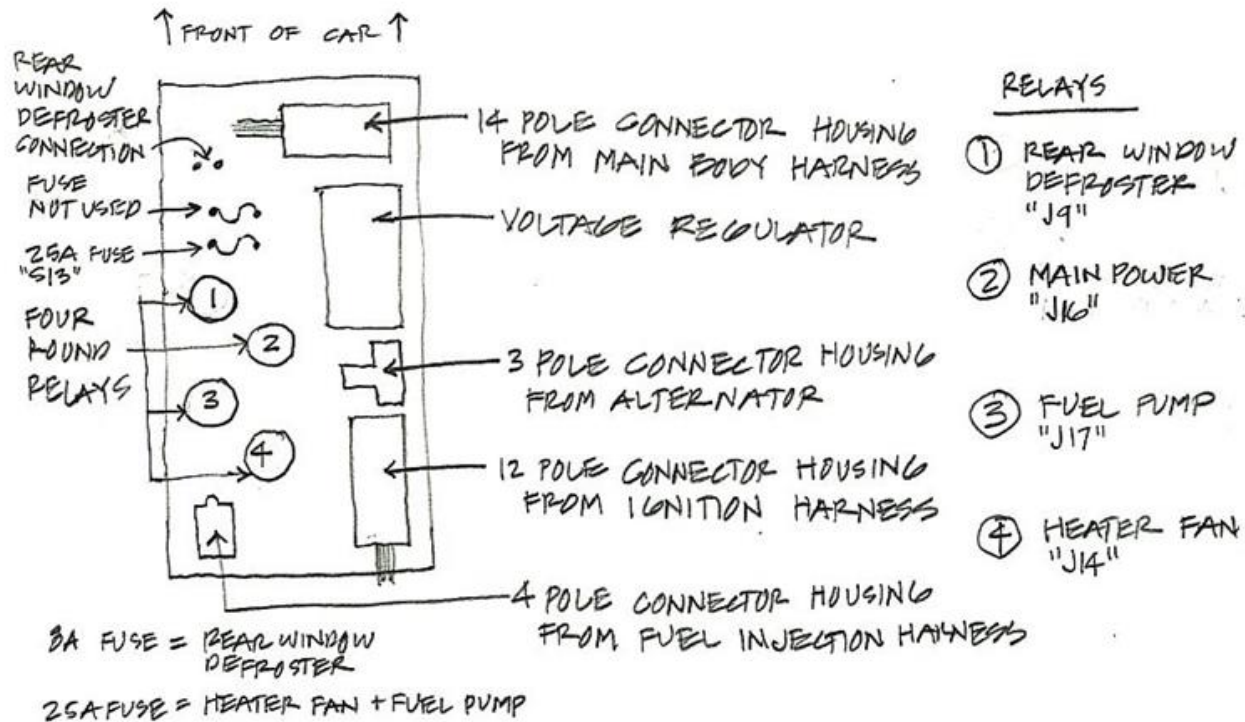 ↑ FRONT OF CAR ↑
REAR
WINDOW
DEFROSTER
CONNECTION
FUSE
NOT USED
25A FUSE
"S13"
FOUR
ROUND
RELAYS
1
2
3
4
14 POLE CONNECTOR HOUSING
FROM MAIN BODY HARNESS
VOLTAGE REGULATOR
3 POLE CONNECTOR HOUSING
FROM ALTERNATOR
12 POLE CONNECTOR HOUSING
FROM IGNITION HARNESS
4 POLE CONNECTOR HOUSING
FROM FUEL INJECTION HARNESS
RELAYS
1 REAR WINDOW
DEFROSTER
"J9"
2 MAIN POWER
"J16"
3 FUEL PUMP
"J17"
4 HEATER FAN
"J14"
8A FUSE = REAR WINDOW
DEFROSTER
25A FUSE = HEATER FAN + FUEL PUMP